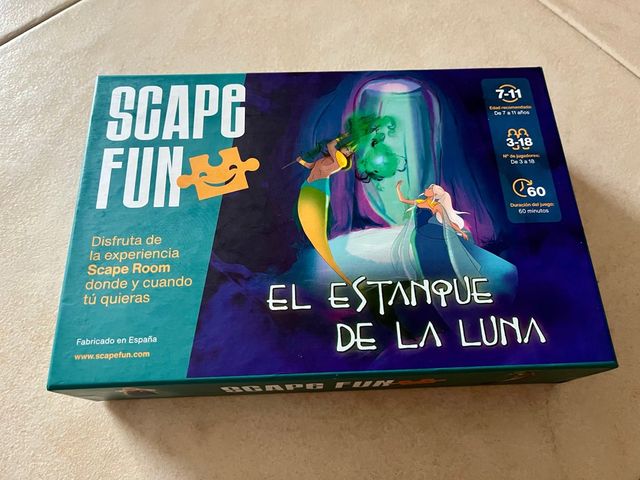 SCAPE
FUN
Disfruta de
la experiencia
Scape Room
donde y cuando
tú quieras
Fabricado en España
www.scapefun.com
7-11
Edad recomendada:
De 7 a 11 años
3-18
Nº de jugadores:
De 3 a 18
60
Duración del juego:
60 minutos
EL ESTANQUE
DE LA LUNA
SCAPE FUN